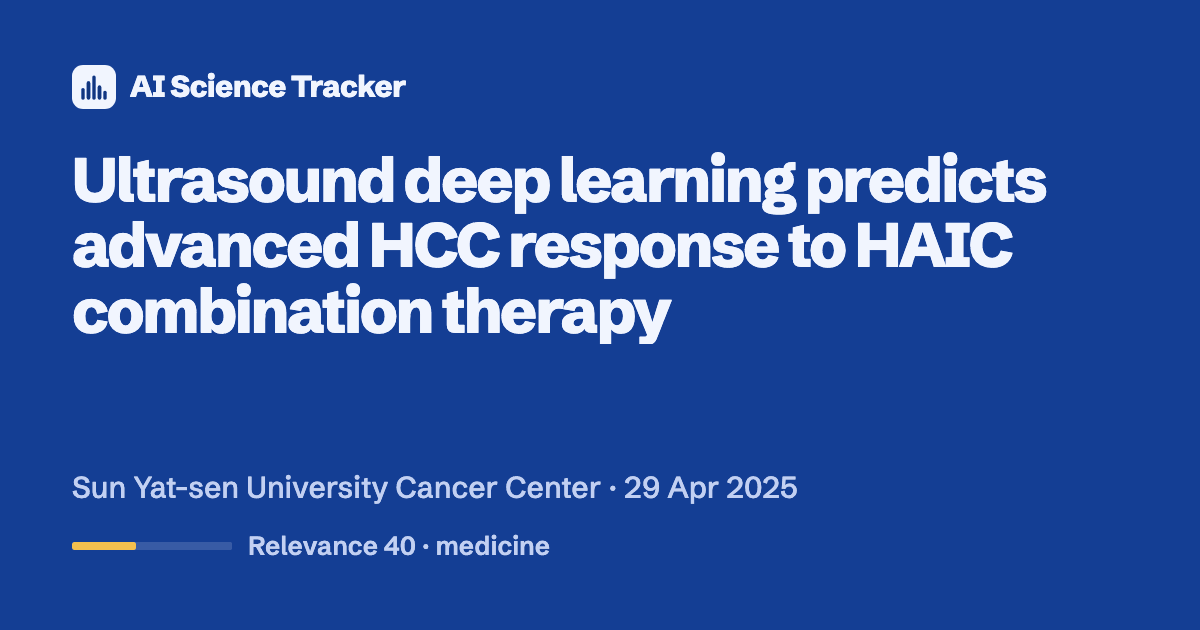 AI Science Tracker
Ultrasound deep learning predicts
advanced HCC response to HAIC
combination therapy
Sun Yat-sen University Cancer Center · 29 Apr 2025
Relevance 40 · medicine